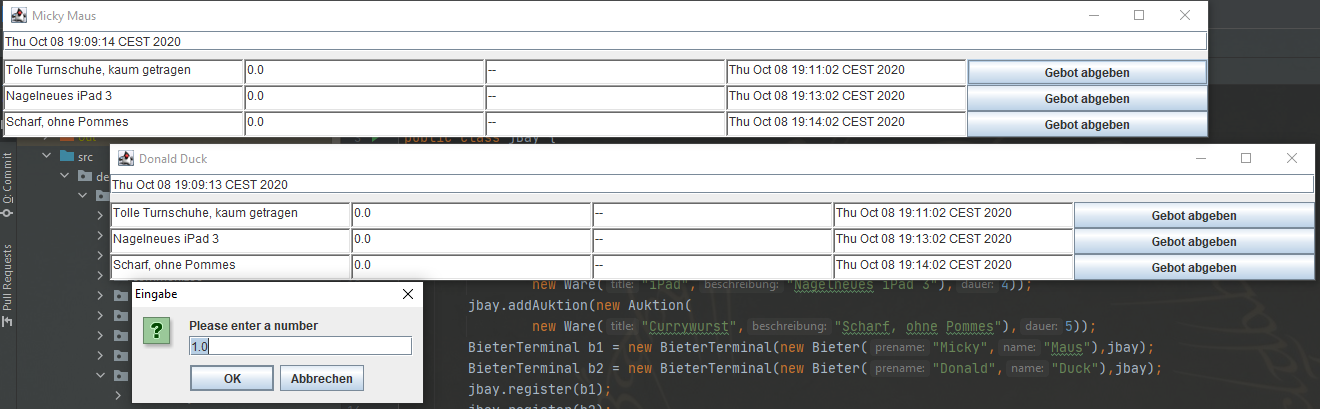 Micky Maus
Thu Oct 08 19:09:14 CEST 2020
Tolle Turnschuhe, kaum getragen 0.0 -- Thu Oct 08 19:11:02 CEST 2020 Gebot abgeben
Nagelneues iPad 3 0.0 -- Thu Oct 08 19:13:02 CEST 2020 Gebot abgeben
Scharf, ohne Pommes 0.0 -- Thu Oct 08 19:14:02 CEST 2020 Gebot abgeben
public class jbay {
src
Donald Duck
de
Thu Oct 08 19:09:13 CEST 2020
Tolle Turnschuhe, kaum getragen 0.0 -- Thu Oct 08 19:11:02 CEST 2020 Gebot abgeben
Nagelneues iPad 3 0.0 -- Thu Oct 08 19:13:02 CEST 2020 Gebot abgeben
Scharf, ohne Pommes 0.0 -- Thu Oct 08 19:14:02 CEST 2020 Gebot abgeben
Commit
Pull Requests
Eingabe
Please enter a number
1.0
OK Abbrechen
new Ware( title: "iPad", beschreibung: "Nagelneues iPad 3"), dauer: 4));
jbay.addAuktion(new Auktion(
new Ware( title: "Currywurst", beschreibung: "Scharf, ohne Pommes"), dauer: 5));
BieterTerminal b1 = new BieterTerminal(new Bieter( prename: "Micky", name: "Maus"),jbay);
BieterTerminal b2 = new BieterTerminal(new Bieter( prename: "Donald", name: "Duck"),jbay);
jbay.register(b1);
jbay.register(b2);